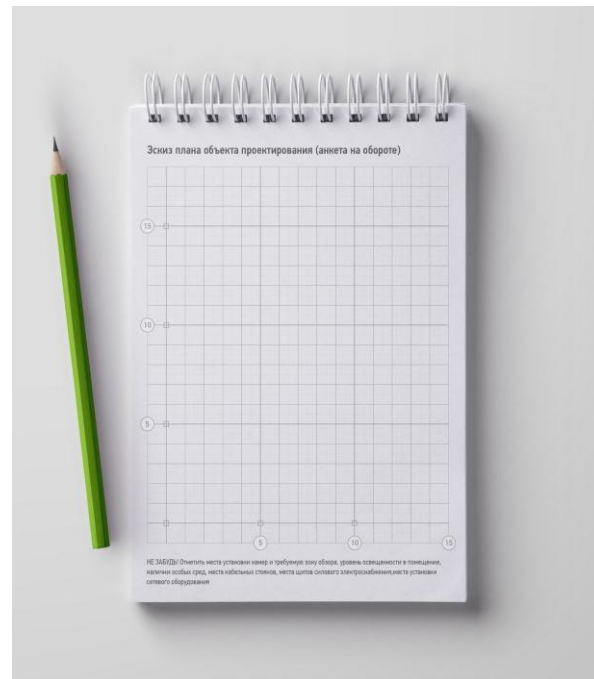 Эскиз плана объекта проектирования (анкета на обороте)
15
10
5
5 10 15
НЕ ЗАБУДЬ! Отметить места установки камер и требуемую зону обзора, уровень освещенности в помещении,
наличии особых сред, места кабельных стояков, места щитов силового электроснабжения,места установки
сетевого оборудования